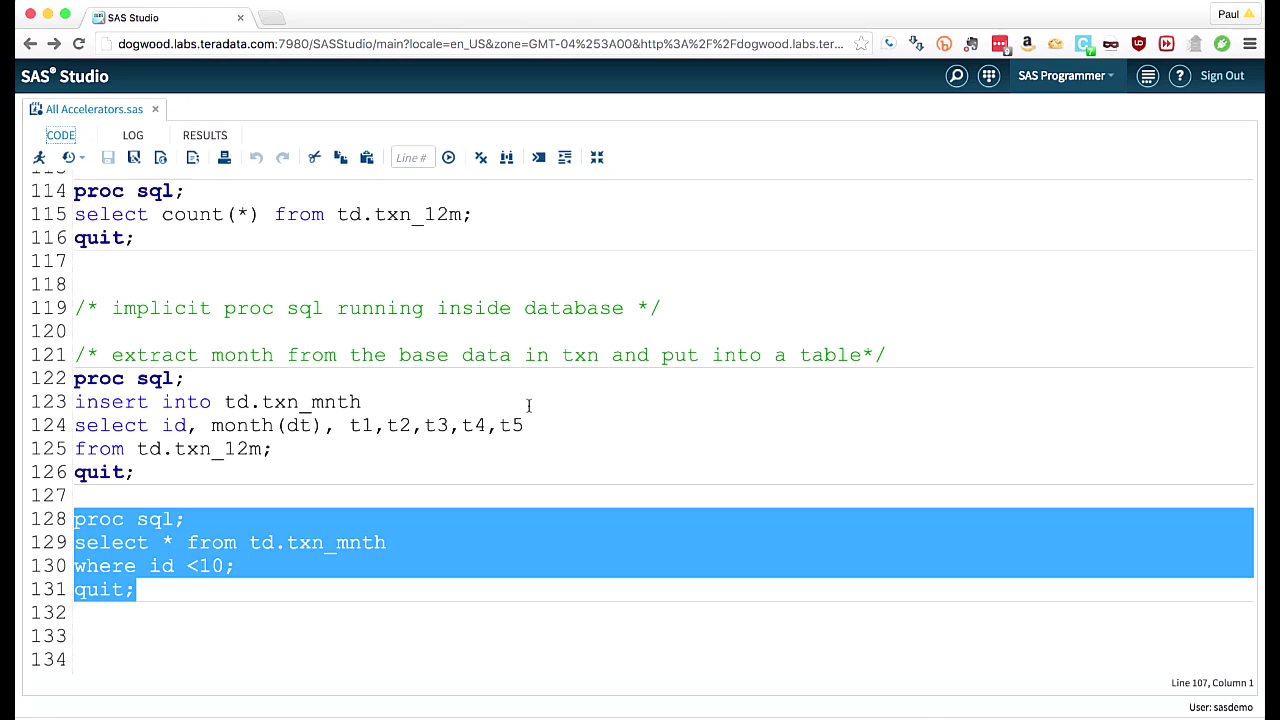 SAS Studio
Paul
dogwood.labs.teradata.com:7980/SASStudio/main?locale=en_US&zone=GMT-04%253A00&http%3A%2F%2Fdogwood.labs.ter...
SAS® Studio
SAS Programmer
Sign Out
All Accelerators.sas
CODE LOG RESULTS
Line #
114 proc sql;
115 select count(*) from td.txn_12m;
116 quit;
117
118
119 /* implicit proc sql running inside database */
120
121 /* extract month from the base data in txn and put into a table*/
122 proc sql;
123 insert into td.txn_mnth
124 select id, month(dt), t1,t2,t3,t4,t5
125 from td.txn_12m;
126 quit;
127
128 proc sql;
129 select * from td.txn_mnth
130 where id <10;
131 quit;
132
133
134
Line 107, Column 1
User: sasdemo